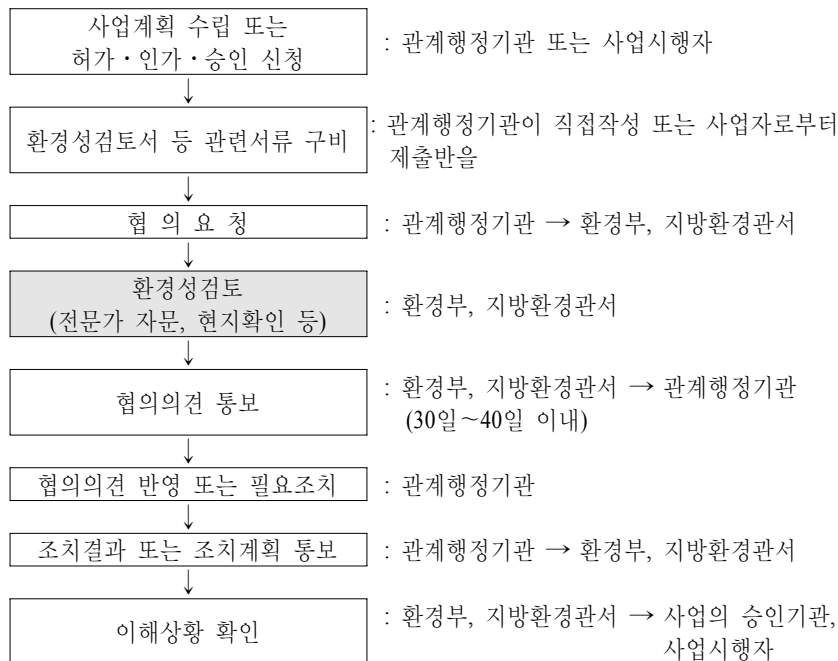 사업계획 수립 또는
허가・인가・승인 신청
: 관계행정기관 또는 사업시행자
환경성검토서 등 관련서류 구비
: 관계행정기관이 직접작성 또는 사업자로부터
제출반을
협 의 요 청
: 관계행정기관 → 환경부, 지방환경관서
환경성검토
(전문가 자문, 현지확인 등)
: 환경부, 지방환경관서
협의의견 통보
: 환경부, 지방환경관서 → 관계행정기관
(30일～40일 이내)
협의의견 반영 또는 필요조치
: 관계행정기관
조치결과 또는 조치계획 통보
: 관계행정기관 → 환경부, 지방환경관서
이해상황 확인
: 환경부, 지방환경관서 → 사업의 승인기관,
사업시행자